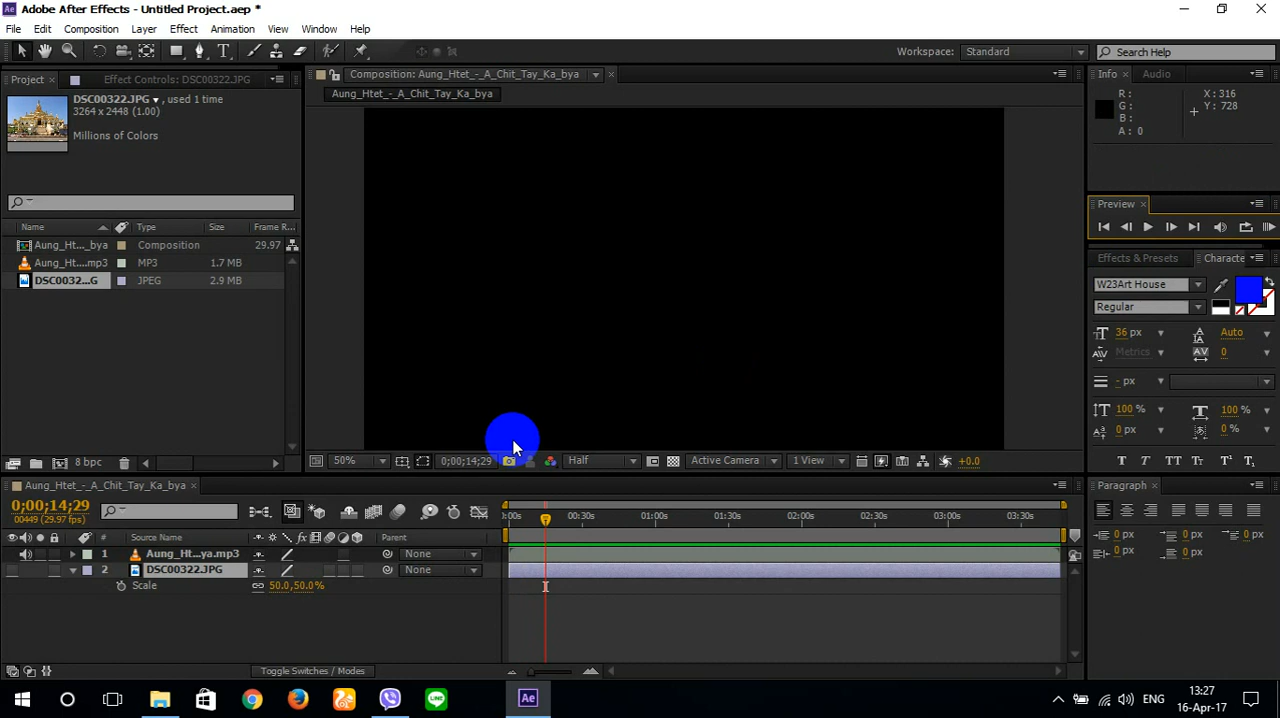 Adobe After Effects - Untitled Project.aep *
File Edit Composition Layer Effect Animation View Window Help
Workspace: Standard Search Help
Project Effect Controls: DSC00322.JPG
Composition: Aung_Htet_-_A_Chit_Tay_Ka_bya
Aung_Htet_-_A_Chit_Tay_Ka_bya
DSC00322.JPG , used 1 time
3264 x 2448 (1.00)
Millions of Colors
Name Type Size Frame R...
Aung_Ht..._bya Composition 29.97
Aung_Ht....mp3 MP3 1.7 MB
DSC0032...G JPEG 2.9 MB
8 bpc
50% 0;00;14;29 Half Active Camera 1 View +0.0
Info Audio
R: X: 316
G: Y: 728
B:
A: 0
Preview
Effects & Presets Characte
W23Art House
Regular
36 px Auto
Metrics 0
- px
100 % 100 %
0 px 0 %
T T TT Tt T¹ T₁
Paragraph
0 px 0 px 0 px
0 px 0 px
Aung_Htet_-_A_Chit_Tay_Ka_bya
0;00;14;29
00449 (29.97 fps)
:00s 00:30s 01:00s 01:30s 02:00s 02:30s 03:00s 03:30s
# Source Name Parent
1 Aung_Ht...ya.mp3 None
2 DSC00322.JPG None
Scale 50.0,50.0%
Toggle Switches / Modes
Ae ENG 13:27
16-Apr-17